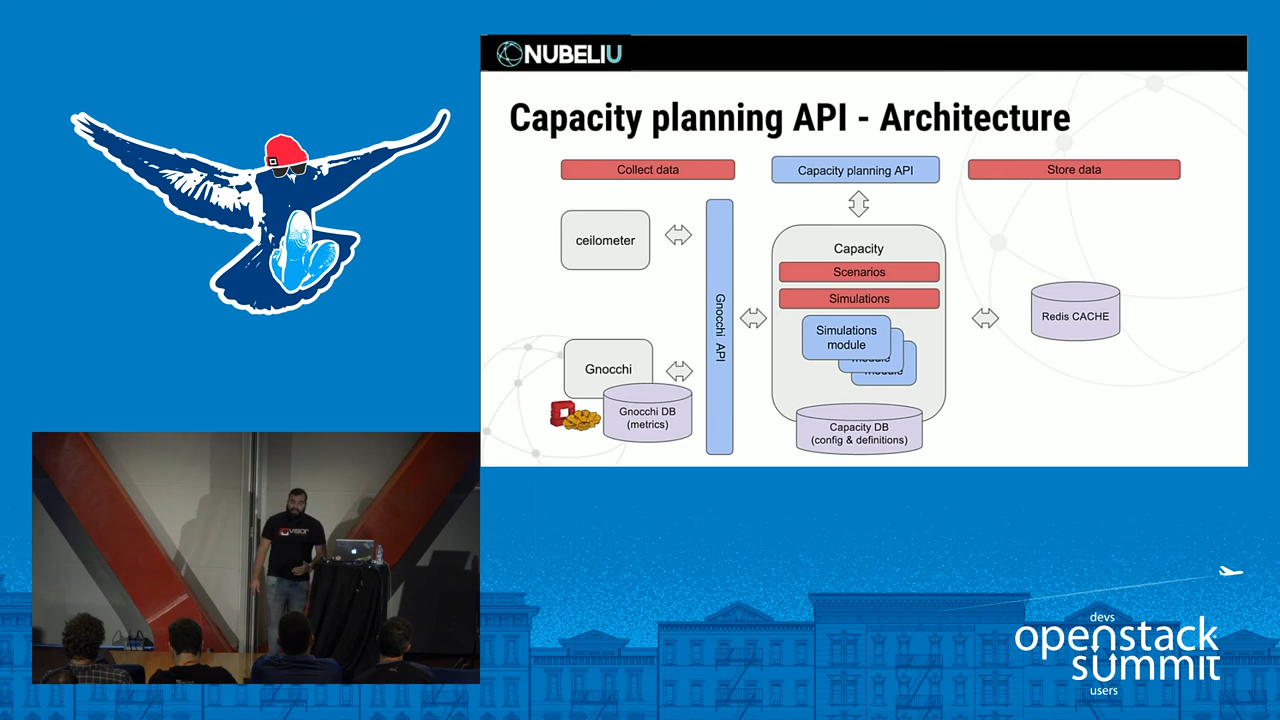 NUBELIU
Capacity planning API - Architecture
Collect data
Capacity planning API
Store data
ceilometer
Capacity
Scenarios
Simulations
Gnocchi API
Simulations
module
module
module
Redis CACHE
Gnocchi
Gnocchi DB
(metrics)
Capacity DB
(config & definitions)
devs
openstack
summit
users